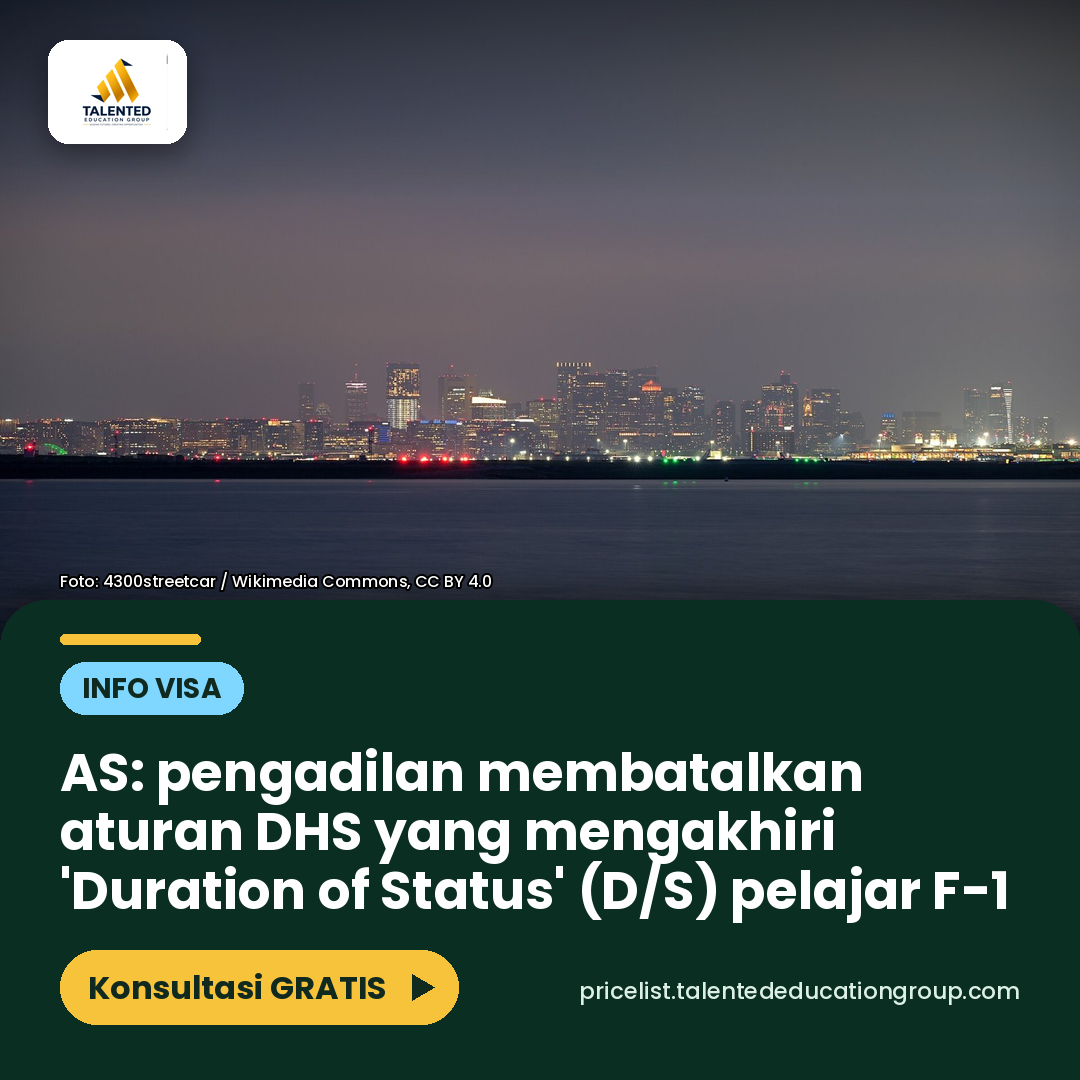 TALENTED
EDUCATION GROUP
Foto: 4300streetcar / Wikimedia Commons, CC BY 4.0
INFO VISA
AS: pengadilan membatalkan
aturan DHS yang mengakhiri
'Duration of Status' (D/S) pelajar F-1
Konsultasi GRATIS
pricelist.talentededucationgroup.com